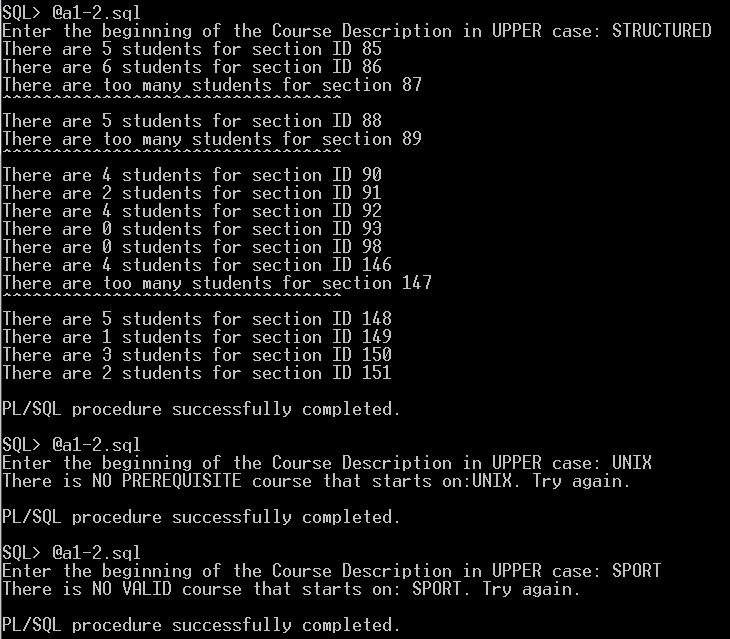 SQL> @a1-2.sql
Enter the beginning of the Course Description in UPPER case: STRUCTURED
There are 5 students for section ID 85
There are 6 students for section ID 86
There are too many students for section 87
^^^^^^^^^^^^^^^^^^^^^^^^^^^^^^^^^^
There are 5 students for section ID 88
There are too many students for section 89
^^^^^^^^^^^^^^^^^^^^^^^^^^^^^^^^^^
There are 4 students for section ID 90
There are 2 students for section ID 91
There are 4 students for section ID 92
There are 0 students for section ID 93
There are 0 students for section ID 98
There are 4 students for section ID 146
There are too many students for section 147
^^^^^^^^^^^^^^^^^^^^^^^^^^^^^^^^^^
There are 5 students for section ID 148
There are 1 students for section ID 149
There are 3 students for section ID 150
There are 2 students for section ID 151
PL/SQL procedure successfully completed.
SQL> @a1-2.sql
Enter the beginning of the Course Description in UPPER case: UNIX
There is NO PREREQUISITE course that starts on:UNIX. Try again.
PL/SQL procedure successfully completed.
SQL> @a1-2.sql
Enter the beginning of the Course Description in UPPER case: SPORT
There is NO VALID course that starts on: SPORT. Try again.
PL/SQL procedure successfully completed.